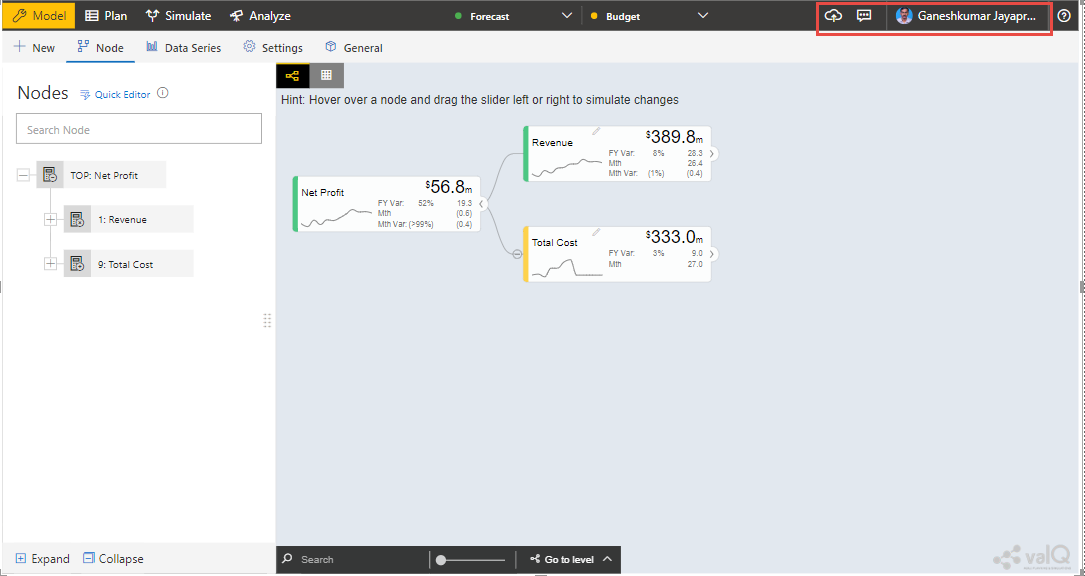 Model Plan Simulate Analyze Forecast Budget Ganeshkumar Jayapr...
New Node Data Series Settings General
Nodes Quick Editor
Search Node
TOP: Net Profit
1: Revenue
9: Total Cost
Expand Collapse
Hint: Hover over a node and drag the slider left or right to simulate changes
Net Profit $56.8m
FY Var: 52% 19.3
Mth (0.6)
Mth Var: (>99%) (0.4)
Revenue $389.8m
FY Var: 8% 28.3
Mth 26.4
Mth Var: (1%) (0.4)
Total Cost $333.0m
FY Var: 3% 9.0
Mth 27.0
Search Go to level
valQ